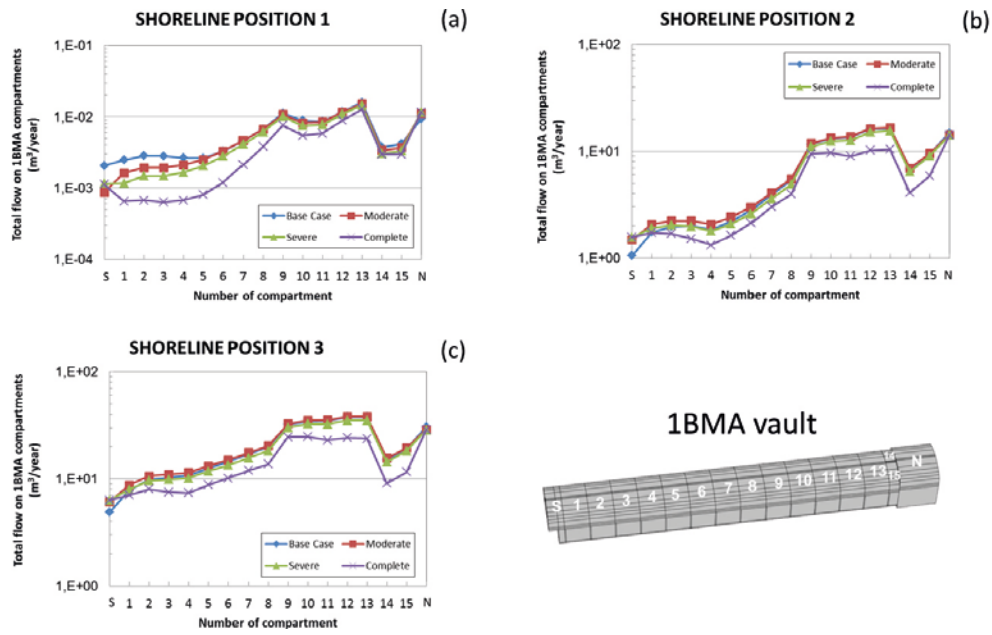 SHORELINE POSITION 1
(a)
Total flow on 1BMA compartments
(m³/year)
1,E-01
1,E-02
1,E-03
1,E-04
Base Case
Moderate
Severe
Complete
S 1 2 3 4 5 6 7 8 9 10 11 12 13 14 15 N
Number of compartment
SHORELINE POSITION 2
(b)
Total flow on 1BMA compartments
(m³/year)
1,E+02
1,E+01
1,E+00
Base Case
Moderate
Severe
Complete
S 1 2 3 4 5 6 7 8 9 10 11 12 13 14 15 N
Number of compartment
SHORELINE POSITION 3
(c)
Total flow on 1BMA compartments
(m³/year)
1,E+02
1,E+01
1,E+00
Base Case
Moderate
Severe
Complete
S 1 2 3 4 5 6 7 8 9 10 11 12 13 14 15 N
Number of compartment
1BMA vault
S 1 2 3 4 5 6 7 8 9 10 11 12 13 14 15 N